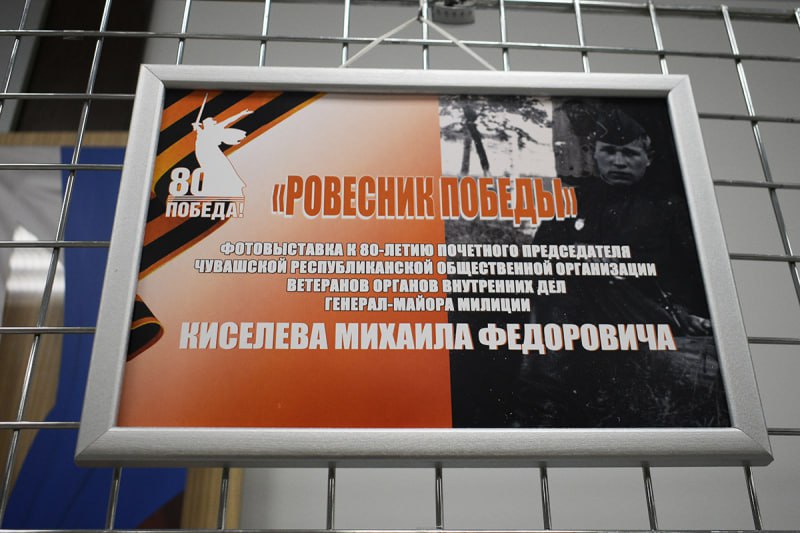 80
ПОБЕДА!
«РОВЕСНИК ПОБЕДЫ»
ФОТОВЫСТАВКА К 80-ЛЕТИЮ ПОЧЕТНОГО ПРЕДСЕДАТЕЛЯ
ЧУВАШСКОЙ РЕСПУБЛИКАНСКОЙ ОБЩЕСТВЕННОЙ ОРГАНИЗАЦИИ
ВЕТЕРАНОВ ОРГАНОВ ВНУТРЕННИХ ДЕЛ
ГЕНЕРАЛ-МАЙОРА МИЛИЦИИ
КИСЕЛЕВА МИХАИЛА ФЕДОРОВИЧА